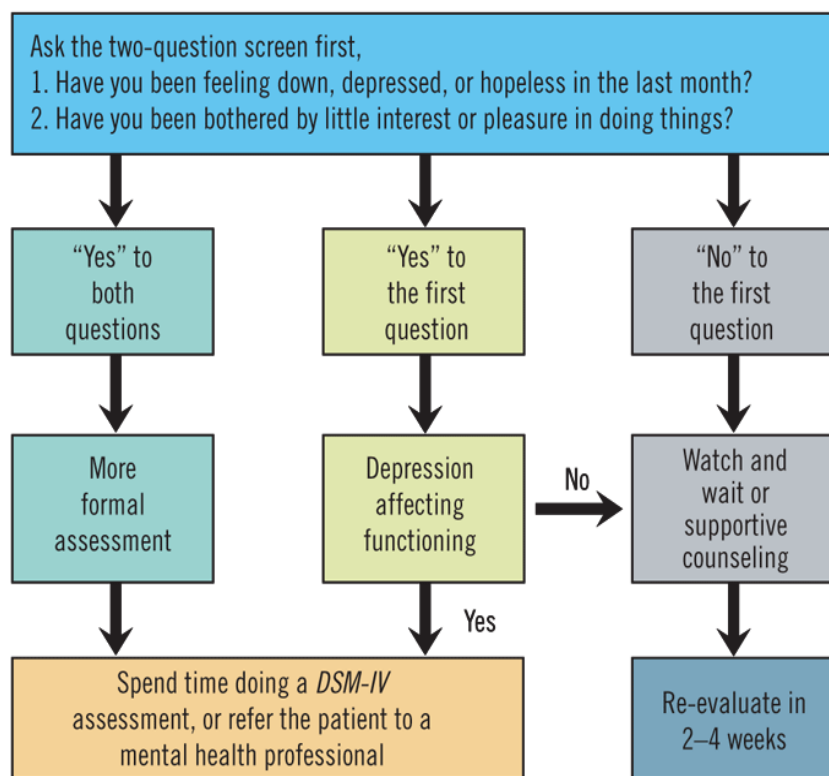 Ask the two-question screen first,
1. Have you been feeling down, depressed, or hopeless in the last month?
2. Have you been bothered by little interest or pleasure in doing things?
“Yes” to
both
questions
“Yes” to
the first
question
“No” to
the first
question
More
formal
assessment
Depression
affecting
functioning
No
Watch and
wait or
supportive
counseling
Yes
Spend time doing a DSM-IV
assessment, or refer the patient to a
mental health professional
Re-evaluate in
2–4 weeks